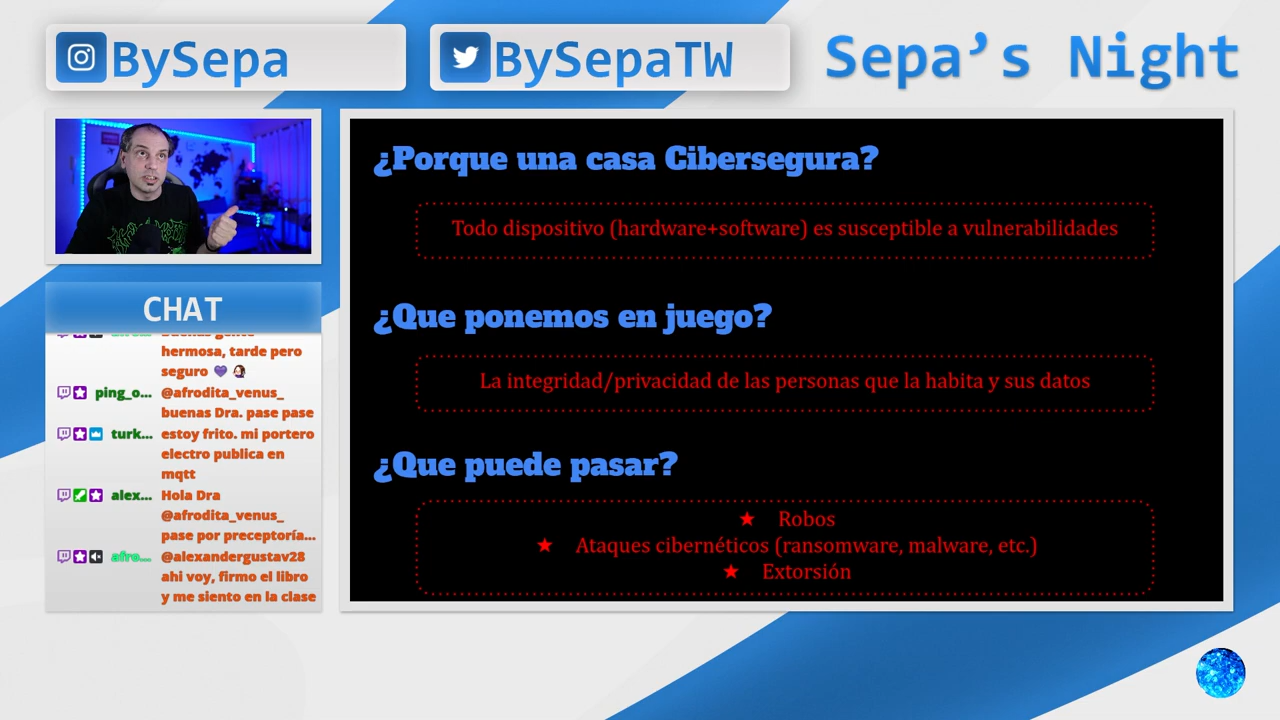 BySepa
BySepaTW
Sepa's Night
¿Porque una casa Cibersegura?
Todo dispositivo (hardware+software) es susceptible a vulnerabilidades
¿Que ponemos en juego?
La integridad/privacidad de las personas que la habita y sus datos
¿Que puede pasar?
★ Robos
★ Ataques cibernéticos (ransomware, malware, etc.)
★ Extorsión
CHAT
hermosa, tarde pero
seguro
ping_o... @afrodita_venus_
buenas Dra. pase pase
turk... estoy frito. mi portero
electro publica en
mqtt
alex... Hola Dra
@afrodita_venus_
pase por preceptoría...
afro... @alexandergustav28
ahi voy, firmo el libro
y me siento en la clase